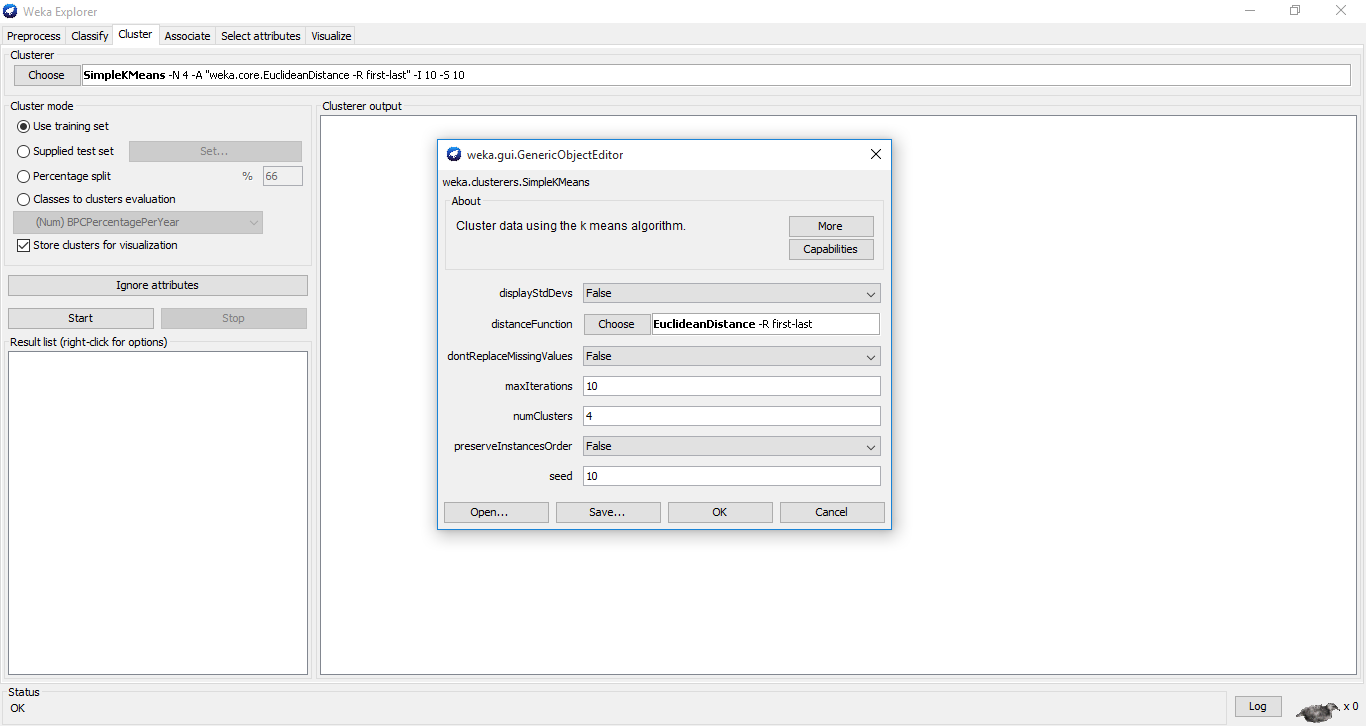 Weka Explorer
Preprocess Classify Cluster Associate Select attributes Visualize
Clusterer
Choose SimpleKMeans -N 4 -A "weka.core.EuclideanDistance -R first-last" -I 10 -S 10
Cluster mode
Use training set
Supplied test set Set...
Percentage split % 66
Classes to clusters evaluation
(Num) BPCPercentagePerYear
Store clusters for visualization
Ignore attributes
Start Stop
Result list (right-click for options)
Clusterer output
weka.gui.GenericObjectEditor
weka.clusterers.SimpleKMeans
About
Cluster data using the k means algorithm.
More
Capabilities
displayStdDevs False
distanceFunction Choose EuclideanDistance -R first-last
dontReplaceMissingValues False
maxIterations 10
numClusters 4
preserveInstancesOrder False
seed 10
Open... Save... OK Cancel
Status
OK
Log x 0